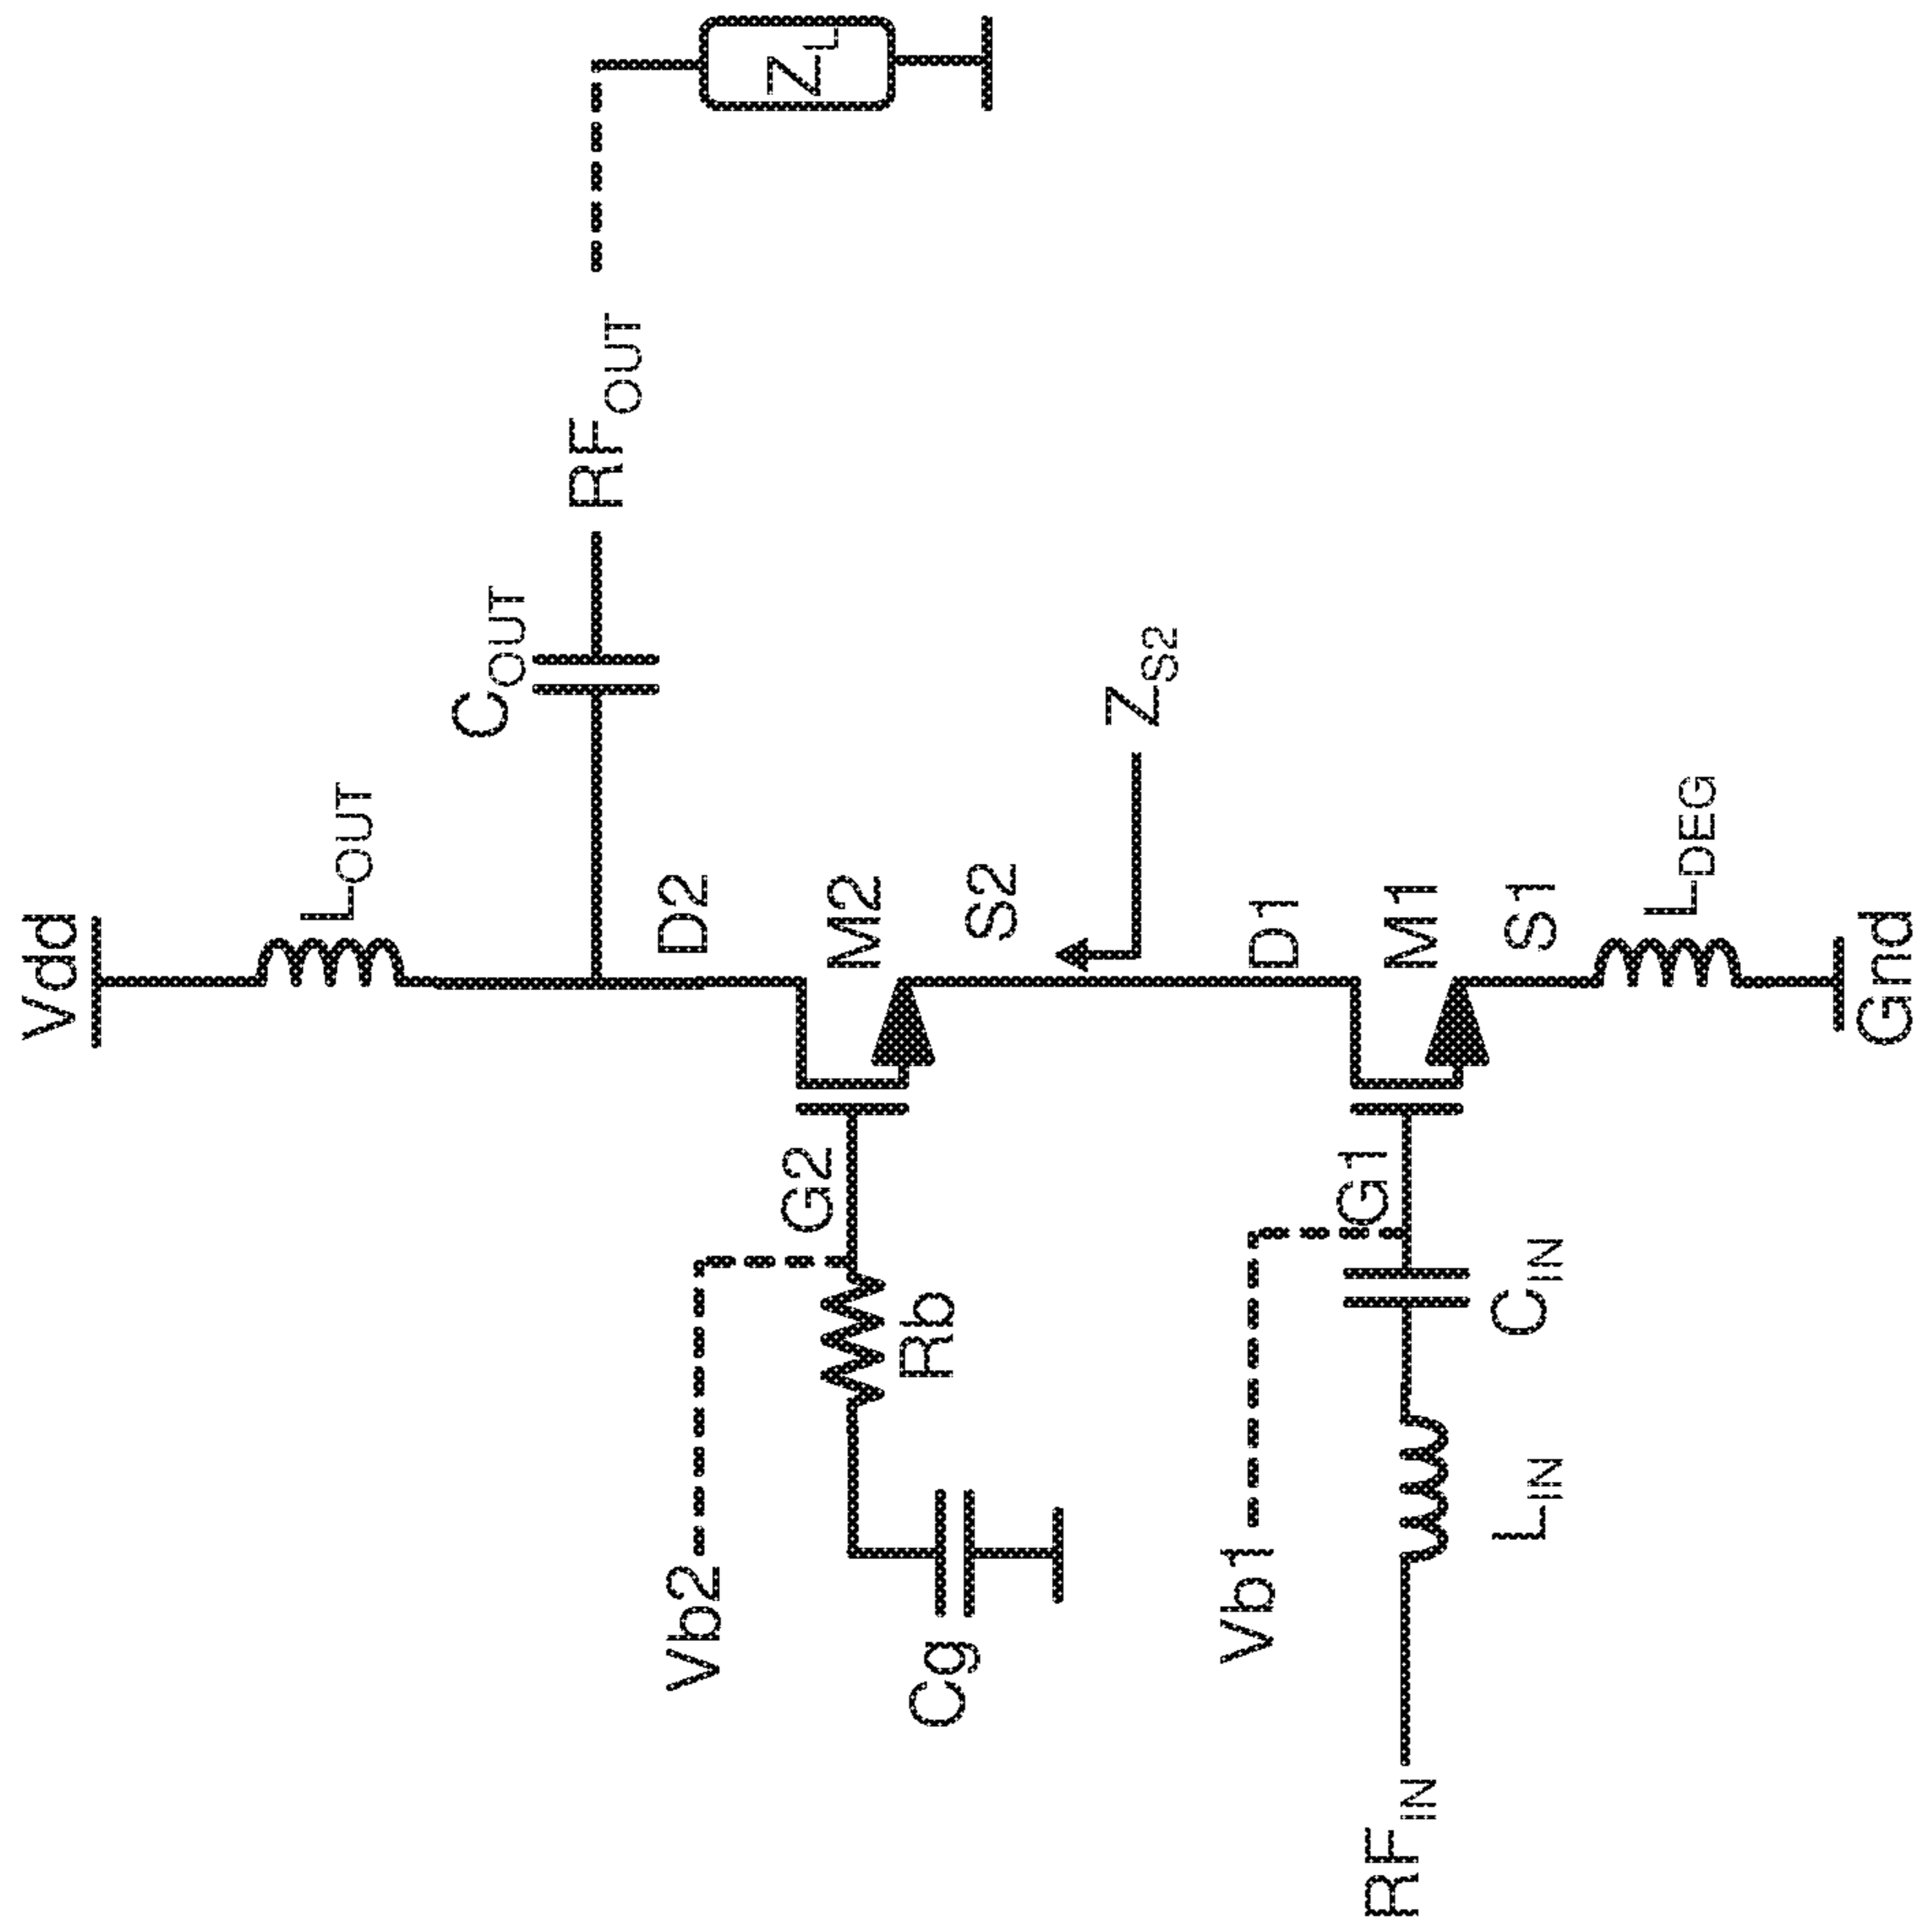 Vdd
L_OUT
C_OUT
RF_OUT
Z_L
D2
Vb2
G2
M2
Rb
Cg
S2
Z_S2
Vb1
D1
G1
M1
RF_IN
L_IN
C_IN
S1
L_DEG
Gnd